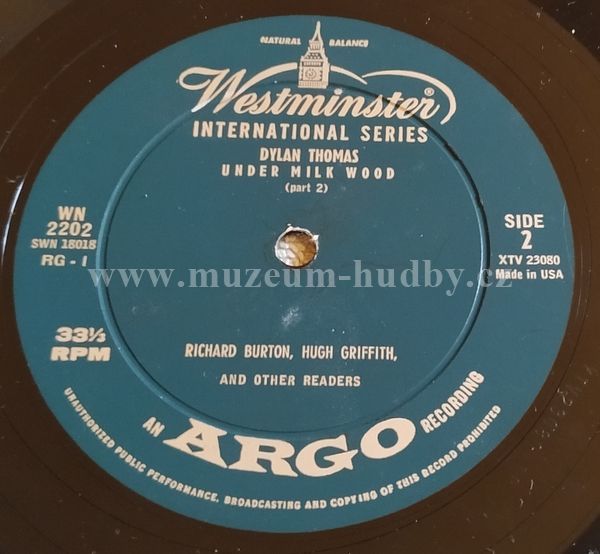 NATURAL BALANCE
Westminster®
INTERNATIONAL SERIES
DYLAN THOMAS
UNDER MILK WOOD
(part 2)
WN
2202
SWN 18018
RG - I
SIDE
2
XTV 23080
Made in USA
www.muzeum-hudby.cz
33⅓
RPM
RICHARD BURTON, HUGH GRIFFITH,
AND OTHER READERS
AN ARGO RECORDING
UNAUTHORIZED PUBLIC PERFORMANCE, BROADCASTING AND COPYING OF THIS RECORD PROHIBITED